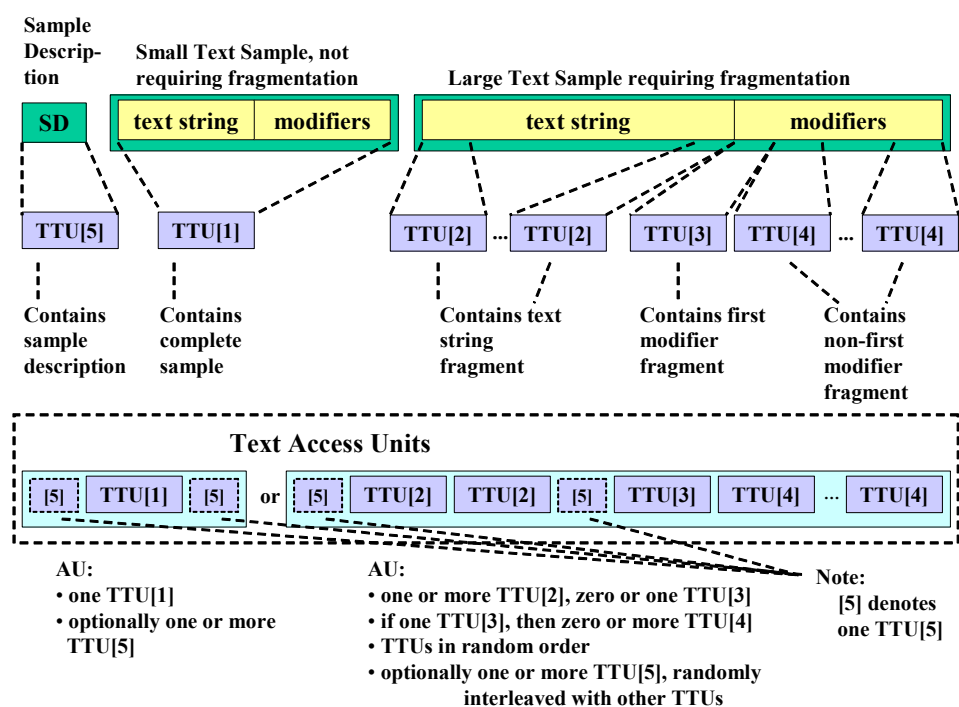 Sample
Descrip-
tion
Small Text Sample, not
requiring fragmentation
Large Text Sample requiring fragmentation
SD
text string
modifiers
text string
modifiers
TTU[5]
TTU[1]
TTU[2]
...
TTU[2]
TTU[3]
TTU[4]
...
TTU[4]
Contains
sample
description
Contains
complete
sample
Contains text
string
fragment
Contains first
modifier
fragment
Contains
non-first
modifier
fragment
Text Access Units
[5]
TTU[1]
[5]
or
[5]
TTU[2]
TTU[2]
[5]
TTU[3]
TTU[4]
...
TTU[4]
AU:
• one TTU[1]
• optionally one or more
TTU[5]
AU:
• one or more TTU[2], zero or one TTU[3]
• if one TTU[3], then zero or more TTU[4]
• TTUs in random order
• optionally one or more TTU[5], randomly
interleaved with other TTUs
Note:
[5] denotes
one TTU[5]